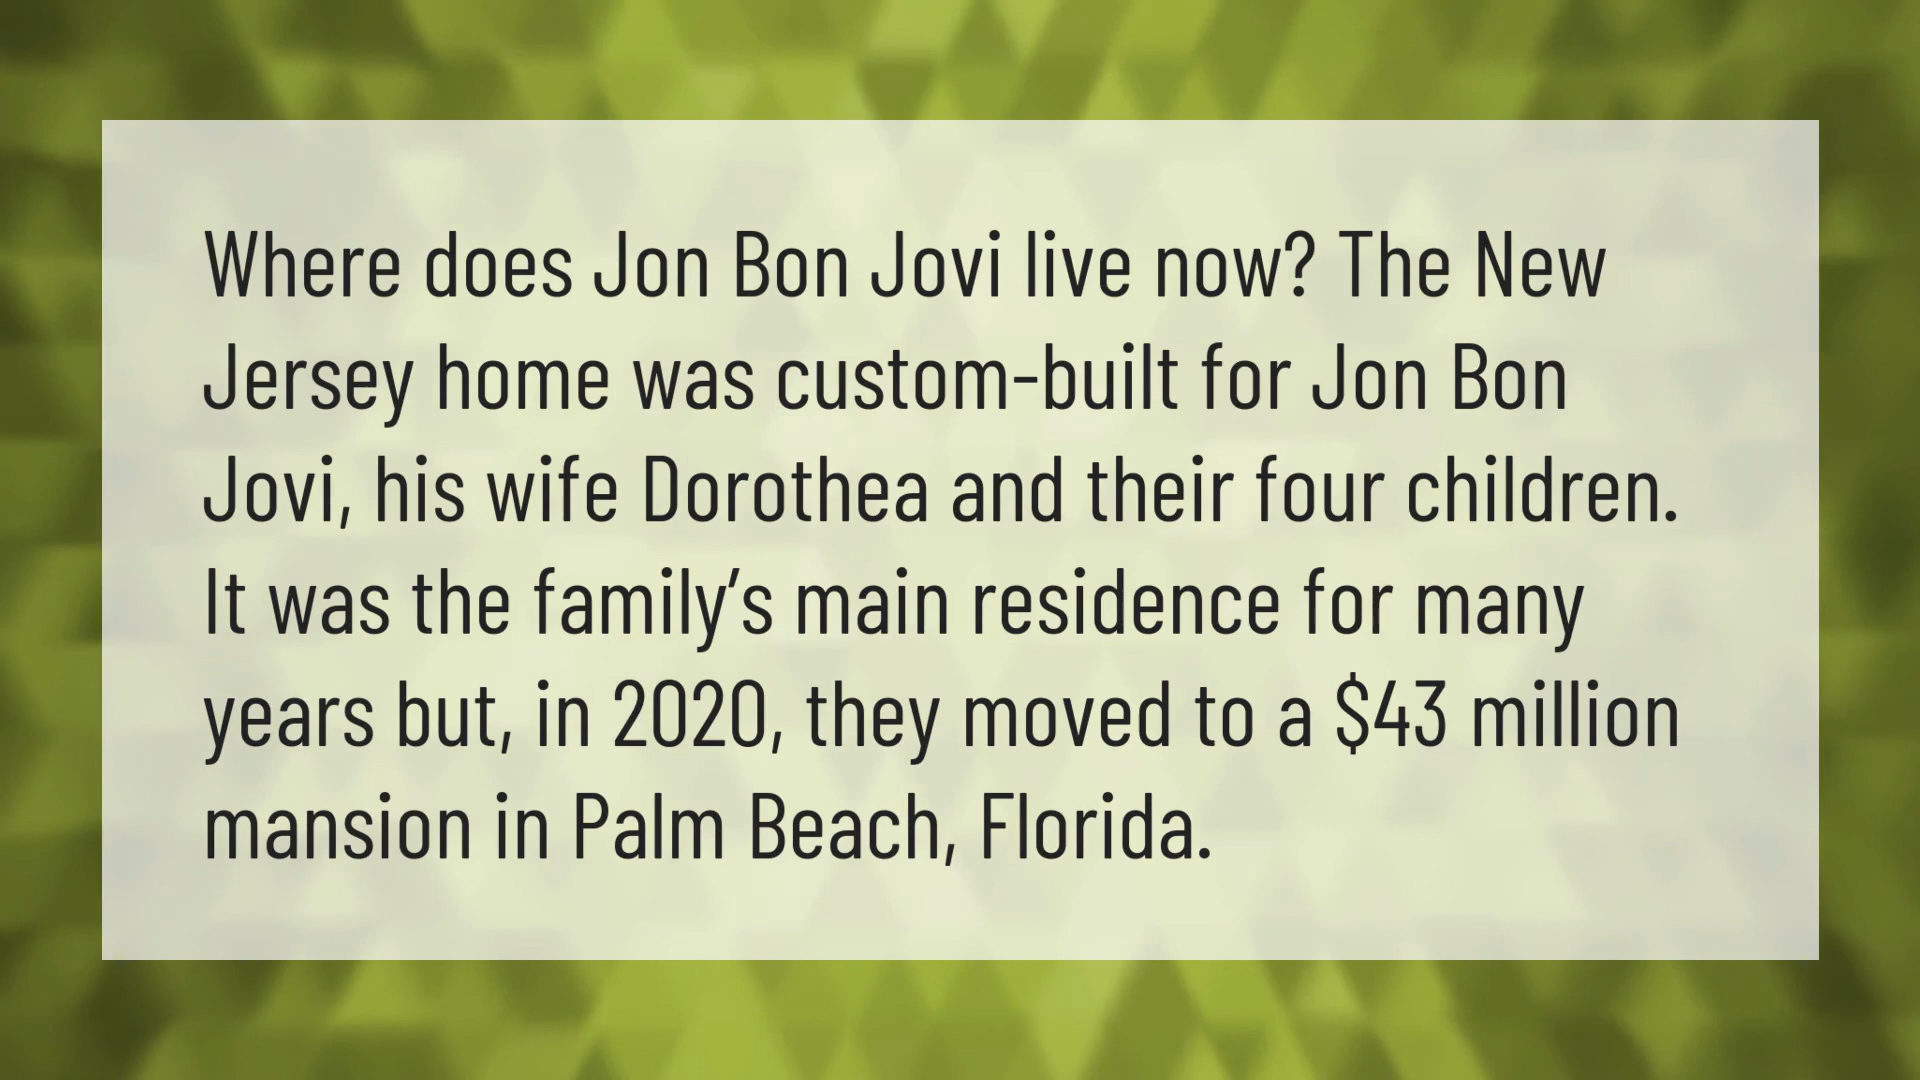 Where does Jon Bon Jovi live now? The New
Jersey home was custom-built for Jon Bon
Jovi, his wife Dorothea and their four children.
It was the family’s main residence for many
years but, in 2020, they moved to a $43 million
mansion in Palm Beach, Florida.